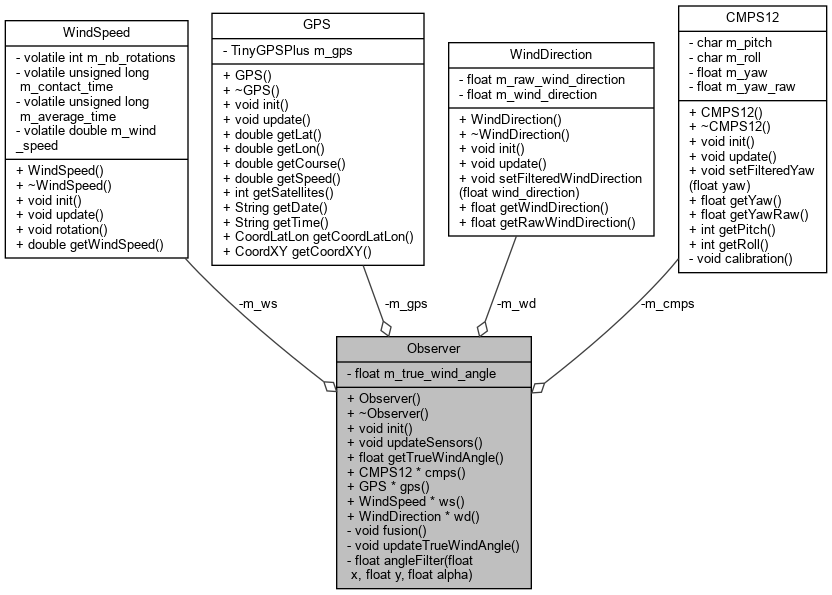 WindSpeed
- volatile int m_nb_rotations
- volatile unsigned long
m_contact_time
- volatile unsigned long
m_average_time
- volatile double m_wind
_speed
+ WindSpeed()
+ ~WindSpeed()
+ void init()
+ void update()
+ void rotation()
+ double getWindSpeed()
GPS
- TinyGPSPlus m_gps
+ GPS()
+ ~GPS()
+ void init()
+ void update()
+ double getLat()
+ double getLon()
+ double getCourse()
+ double getSpeed()
+ int getSatellites()
+ String getDate()
+ String getTime()
+ CoordLatLon getCoordLatLon()
+ CoordXY getCoordXY()
WindDirection
- float m_raw_wind_direction
- float m_wind_direction
+ WindDirection()
+ ~WindDirection()
+ void init()
+ void update()
+ void setFilteredWindDirection
(float wind_direction)
+ float getWindDirection()
+ float getRawWindDirection()
CMPS12
- char m_pitch
- char m_roll
- float m_yaw
- float m_yaw_raw
+ CMPS12()
+ ~CMPS12()
+ void init()
+ void update()
+ void setFilteredYaw
(float yaw)
+ float getYaw()
+ float getYawRaw()
+ int getPitch()
+ int getRoll()
- void calibration()
-m_ws
-m_gps
-m_wd
-m_cmps
Observer
- float m_true_wind_angle
+ Observer()
+ ~Observer()
+ void init()
+ void updateSensors()
+ float getTrueWindAngle()
+ CMPS12 * cmps()
+ GPS * gps()
+ WindSpeed * ws()
+ WindDirection * wd()
- void fusion()
- void updateTrueWindAngle()
- float angleFilter(float
x, float y, float alpha)